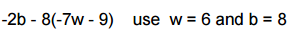 -2b - 8(-7w - 9) use w = 6 and b = 8